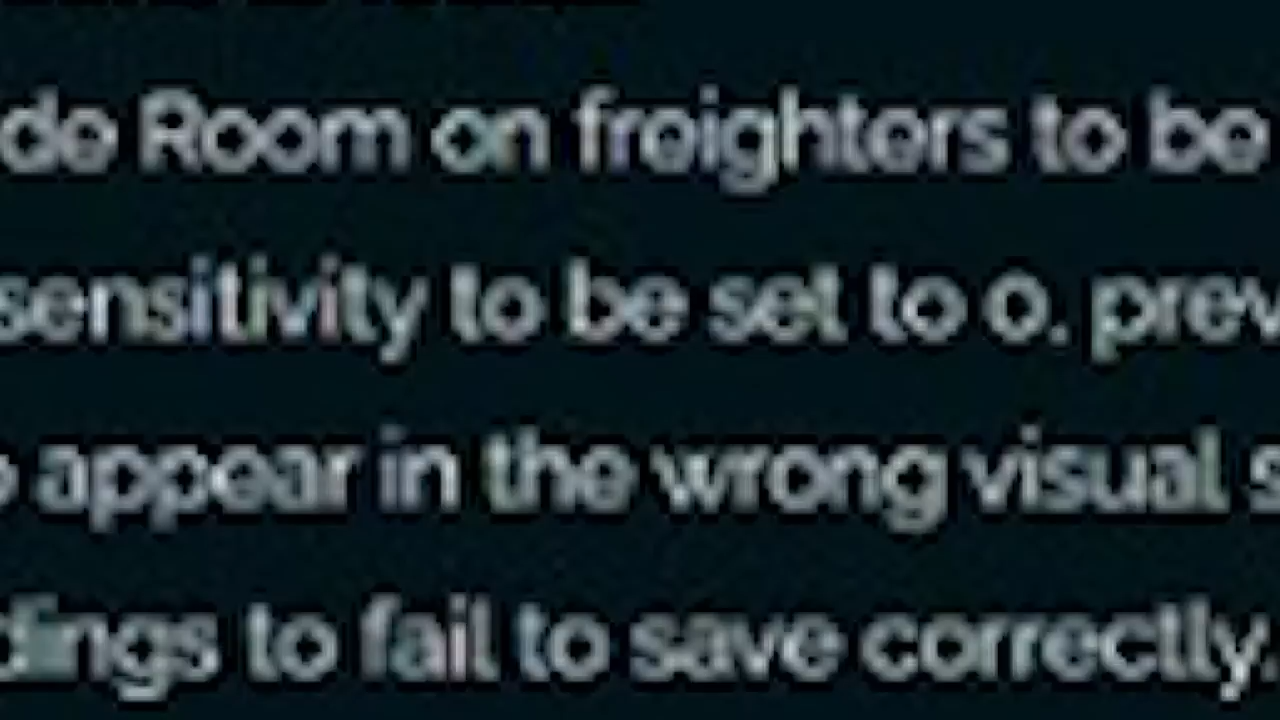 de Room on freighters to be
sensitivity to be set to 0, prev
appear in the wrong visual s
dings to fail to save correctly.